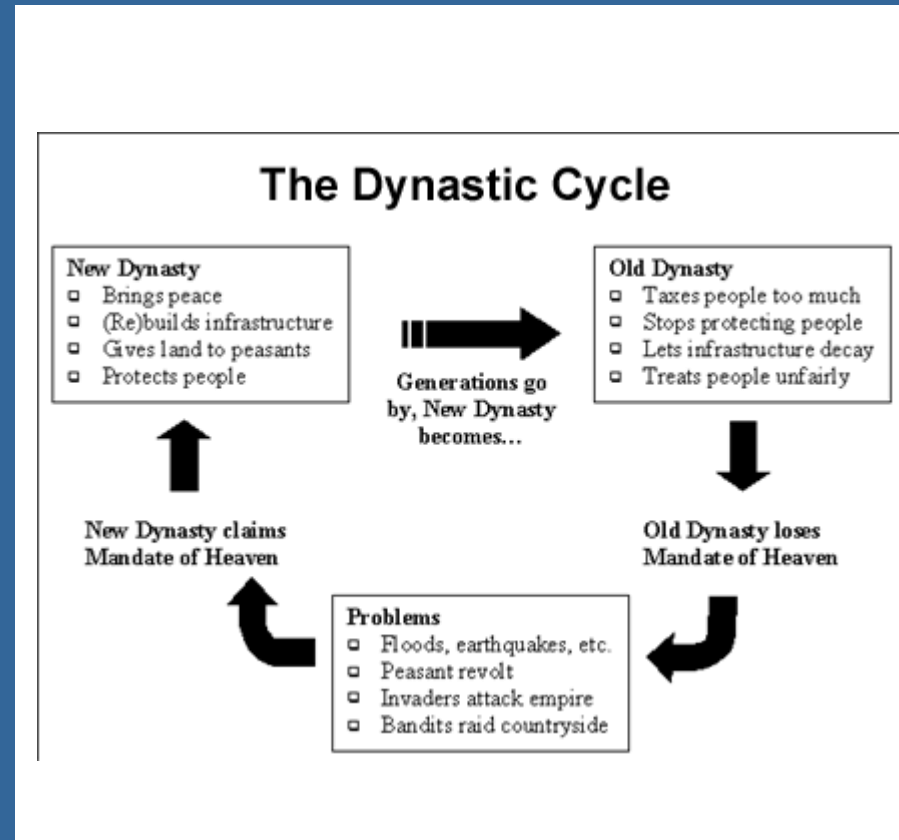 The Dynastic Cycle
New Dynasty
Brings peace
(Re)builds infrastructure
Gives land to peasants
Protects people
Generations go
by, New Dynasty
becomes...
Old Dynasty
Taxes people too much
Stops protecting people
Lets infrastructure decay
Treats people unfairly
Old Dynasty loses
Mandate of Heaven
Problems
Floods, earthquakes, etc.
Peasant revolt
Invaders attack empire
Bandits raid countryside
New Dynasty claims
Mandate of Heaven